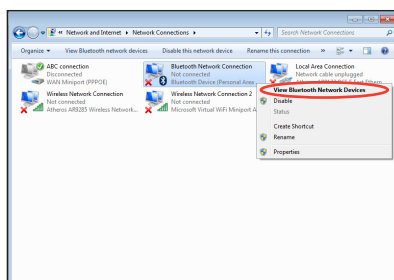 « Network and Internet ▸ Network Connections ▸
Search Network Connections
Organize ▾ View Bluetooth network devices Disable this network device Rename this connection »
ABC connection
Disconnected
WAN Miniport (PPPOE)
Bluetooth Network Connection
Not connected
Bluetooth Device (Personal Area ...
Local Area Connection
Network cable unplugged
Wireless Network Connection
Not connected
Atheros AR9285 Wireless Network...
Wireless Network Connection 2
Not connected
Microsoft Virtual WiFi Miniport A
View Bluetooth Network Devices
Disable
Status
Create Shortcut
Rename
Properties